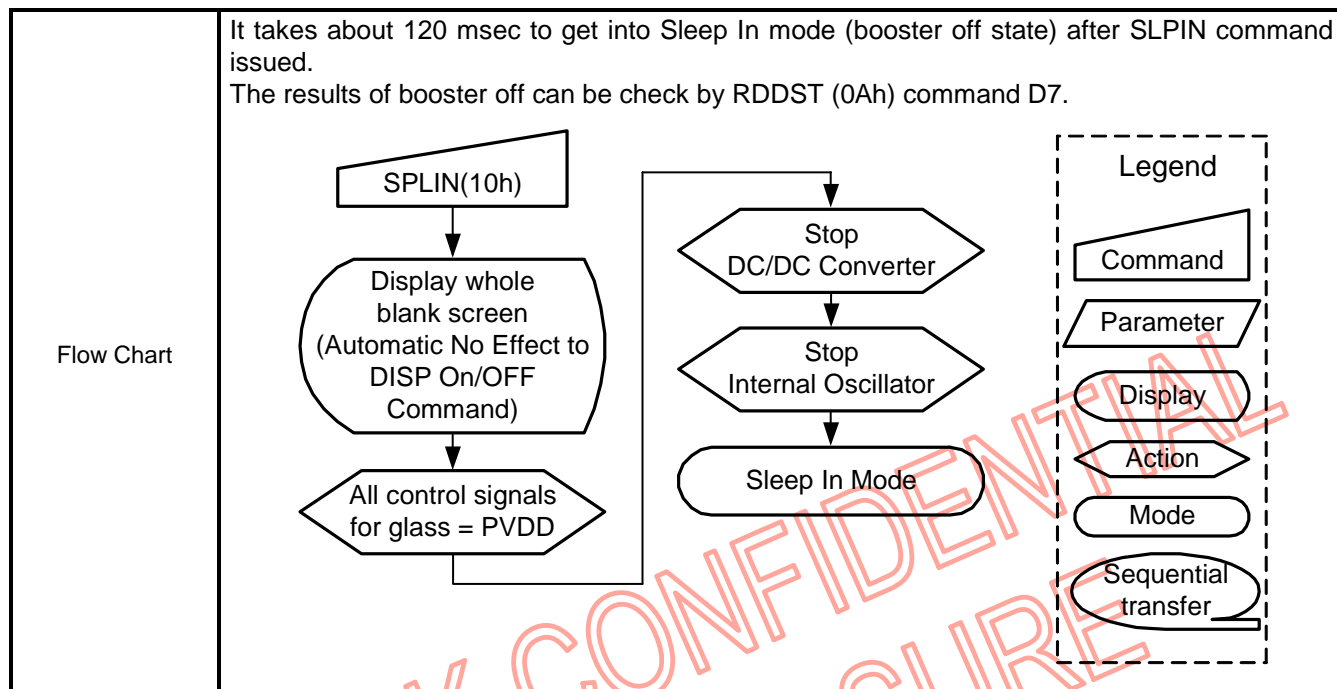 It takes about 120 msec to get into Sleep In mode (booster off state) after SLPIN command
issued.
The results of booster off can be check by RDDST (0Ah) command D7.
Flow Chart
SPLIN(10h)
Display whole
blank screen
(Automatic No Effect to
DISP On/OFF
Command)
All control signals
for glass = PVDD
Stop
DC/DC Converter
Stop
Internal Oscillator
Sleep In Mode
Legend
Command
Parameter
Display
Action
Mode
Sequential
transfer
CONFIDENTIAL